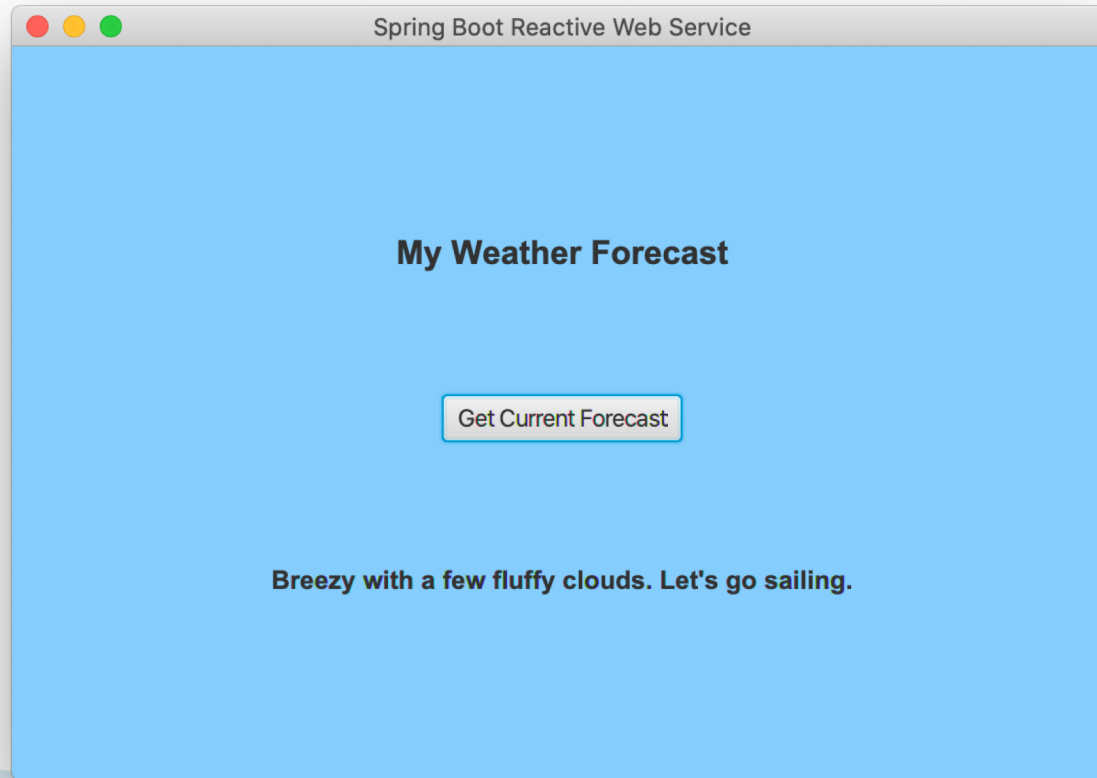 Spring Boot Reactive Web Service
My Weather Forecast
Get Current Forecast
Breezy with a few fluffy clouds. Let's go sailing.